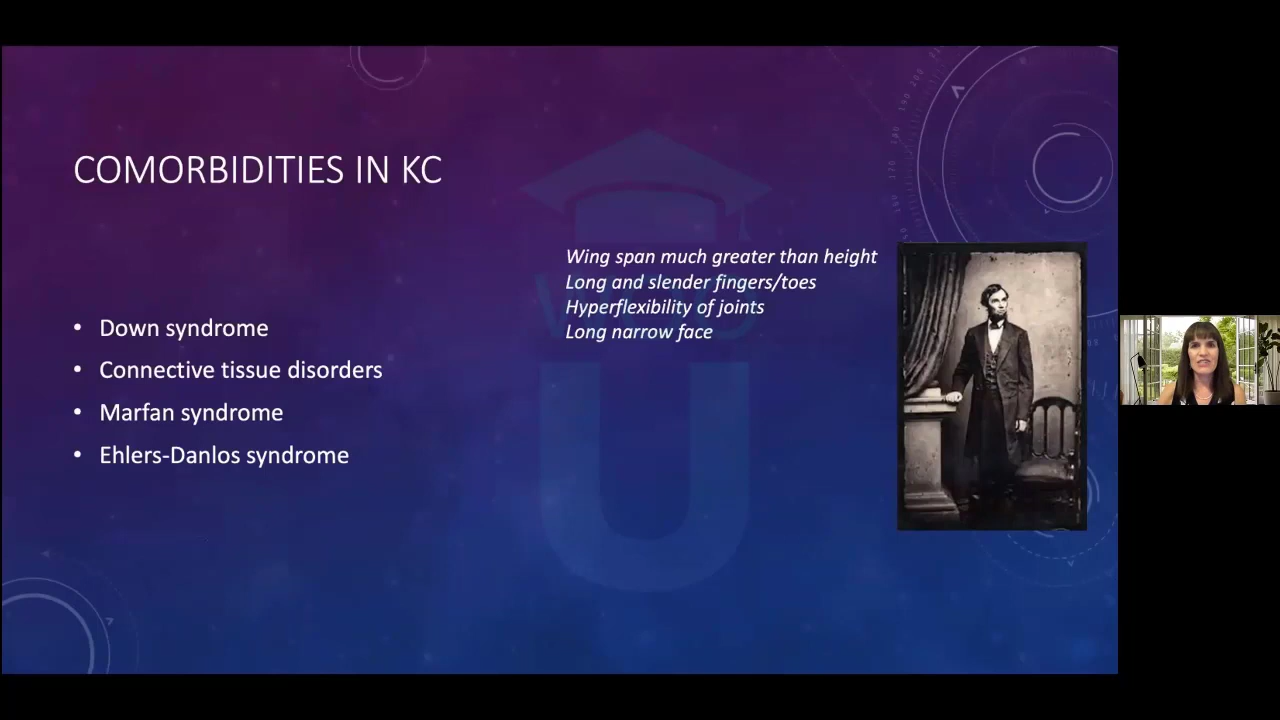 COMORBIDITIES IN KC
Wing span much greater than height
Long and slender fingers/toes
Hyperflexibility of joints
Long narrow face
• Down syndrome
• Connective tissue disorders
• Marfan syndrome
• Ehlers-Danlos syndrome